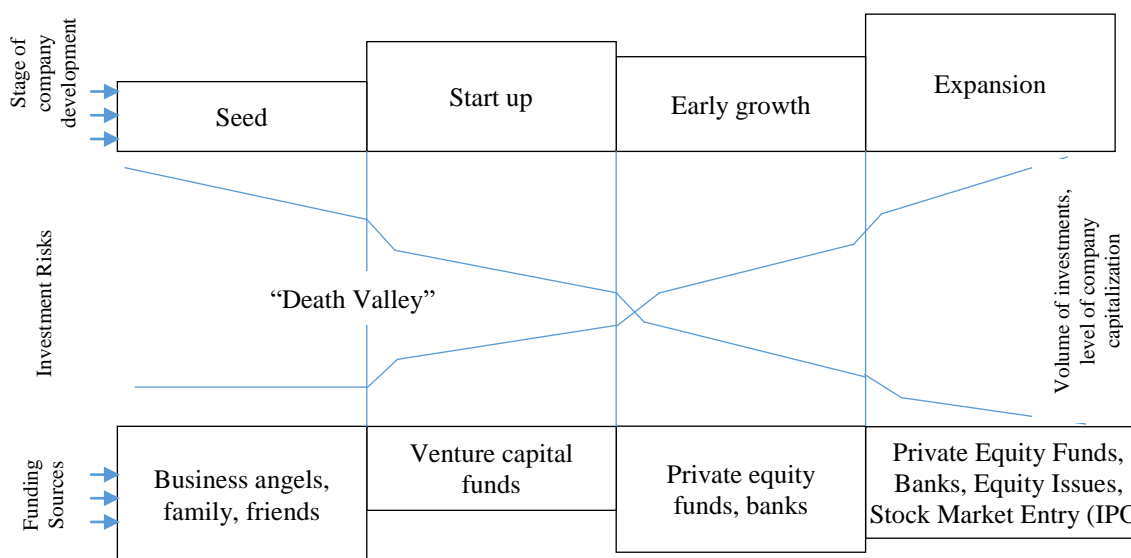 Stage of
company
development
Seed
Start up
Early growth
Expansion
Investment Risks
“Death Valley”
Volume of investments,
level of company
capitalization
Funding
Sources
Business angels,
family, friends
Venture capital
funds
Private equity
funds, banks
Private Equity Funds,
Banks, Equity Issues,
Stock Market Entry (IPO